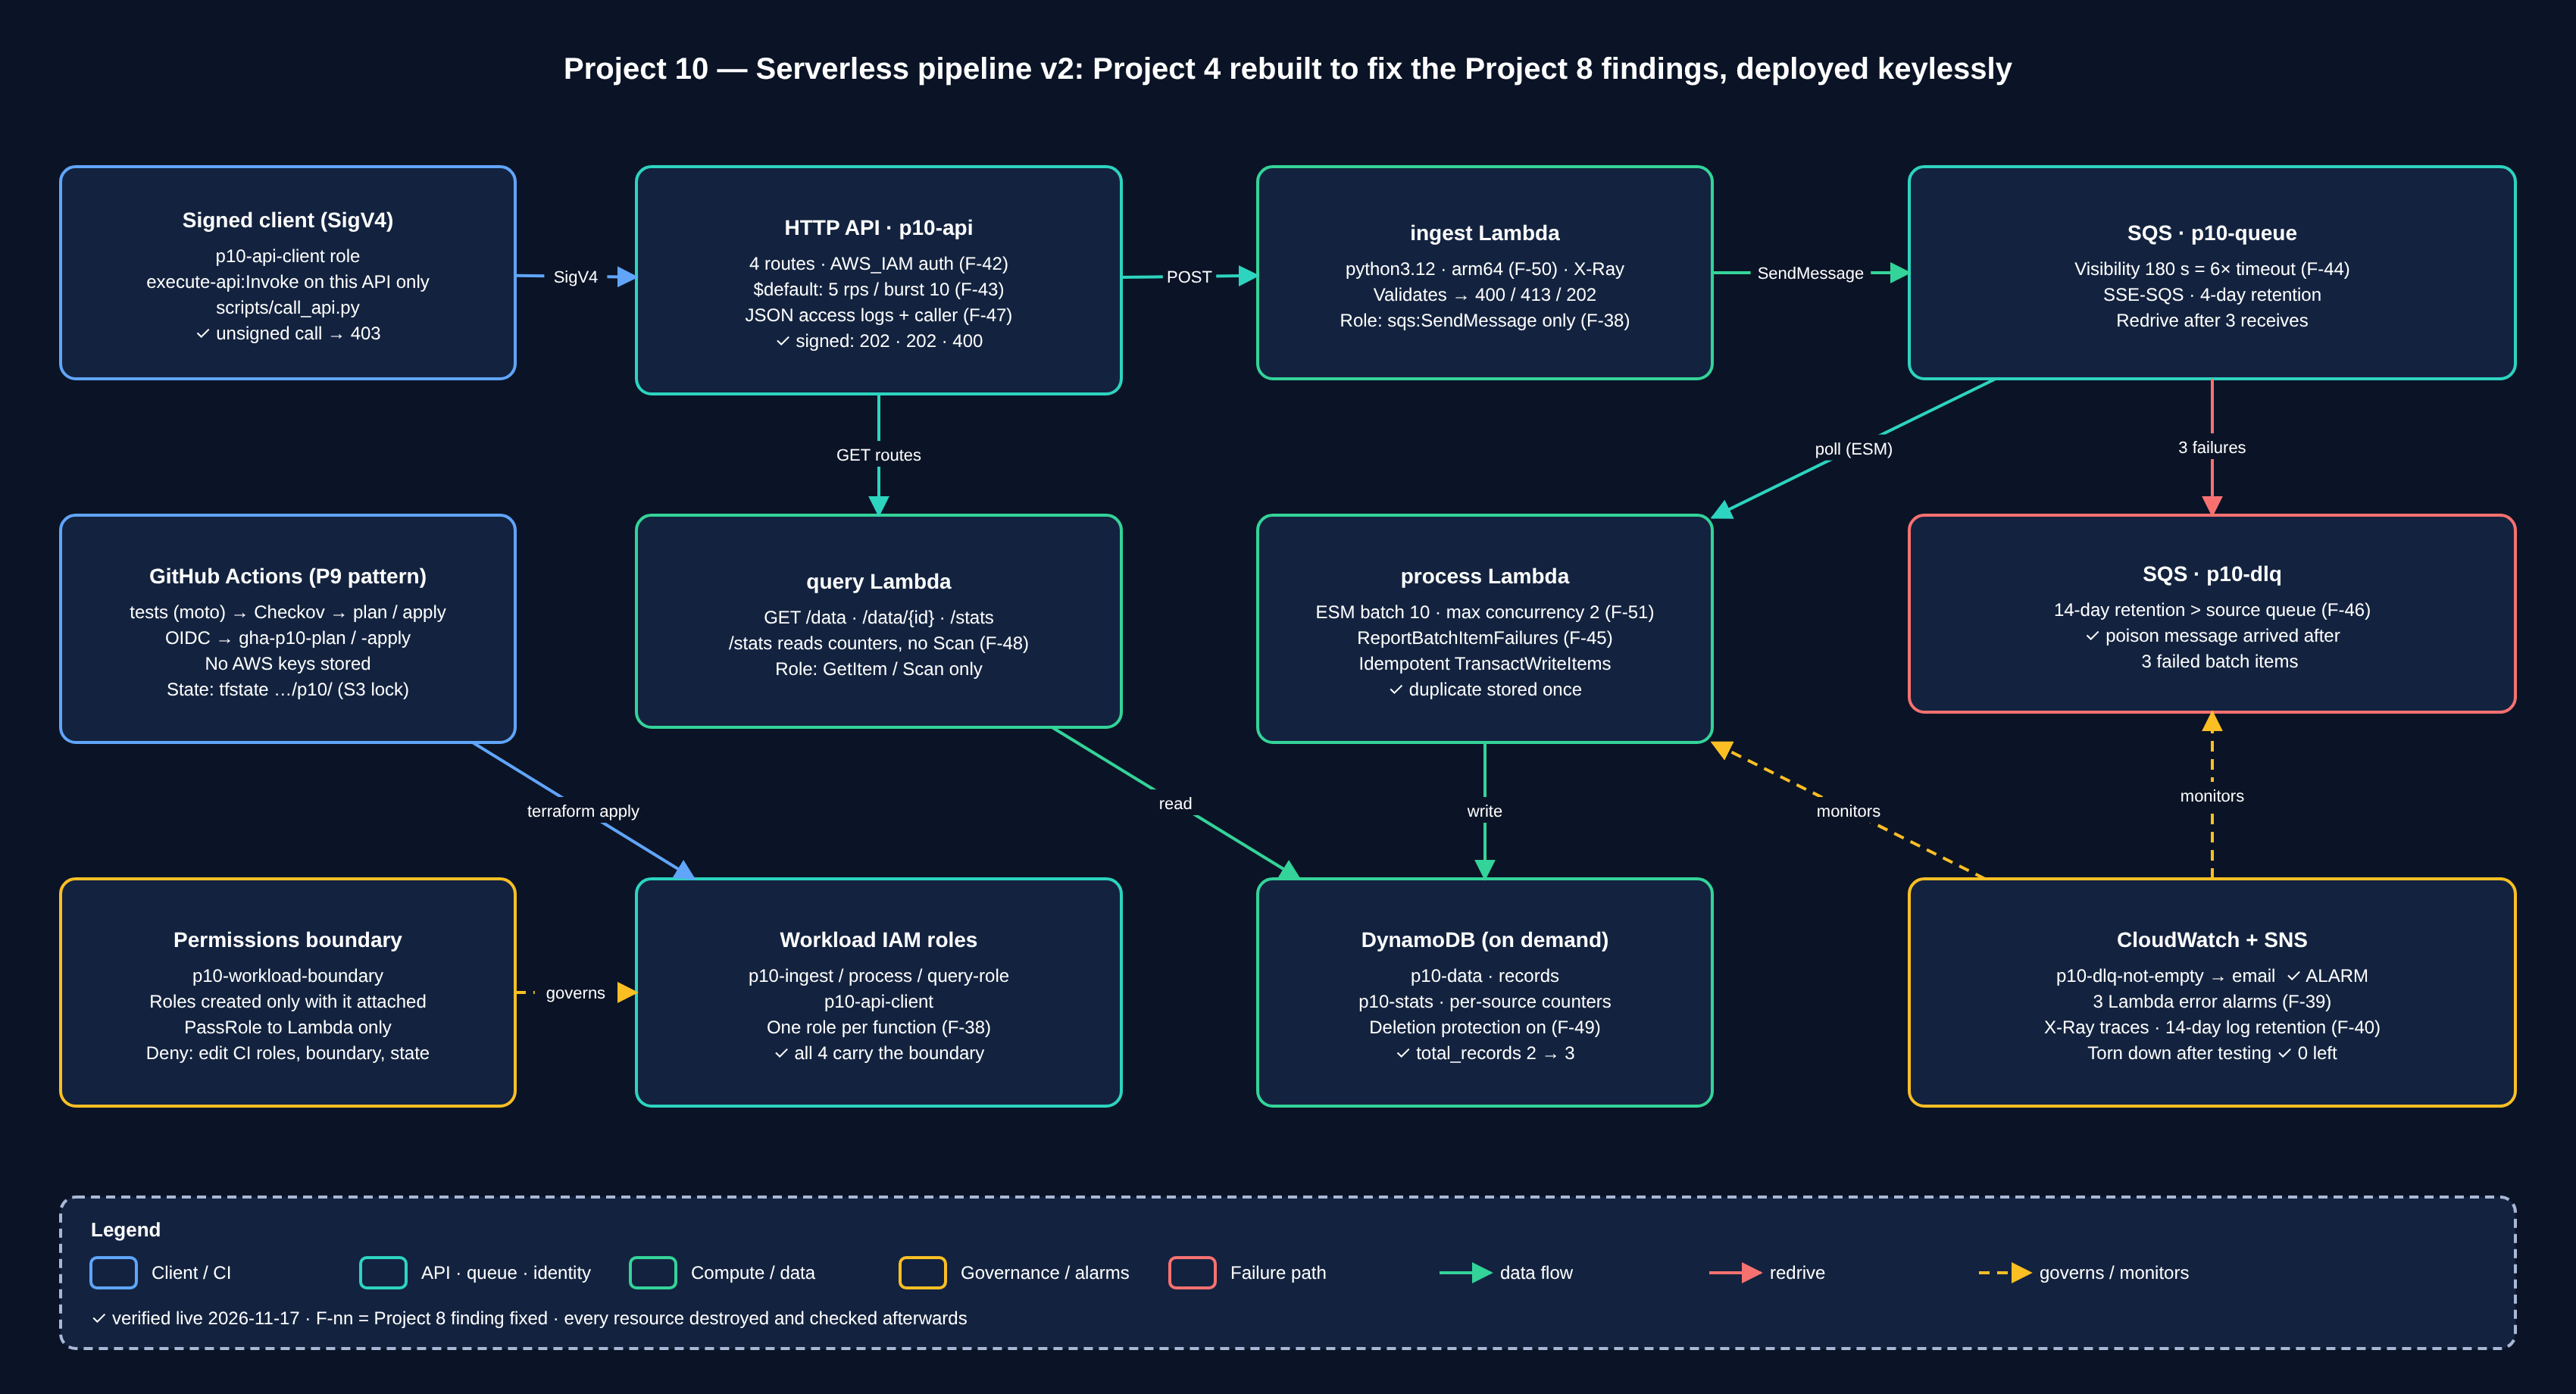 Project 10 — Serverless pipeline v2: Project 4 rebuilt to fix the Project 8 findings, deployed keylessly
Signed client (SigV4)
p10-api-client role
execute-api:Invoke on this API only
scripts/call_api.py
✓ unsigned call → 403
SigV4
HTTP API · p10-api
4 routes · AWS_IAM auth (F-42)
$default: 5 rps / burst 10 (F-43)
JSON access logs + caller (F-47)
✓ signed: 202 · 202 · 400
POST
ingest Lambda
python3.12 · arm64 (F-50) · X-Ray
Validates → 400 / 413 / 202
Role: sqs:SendMessage only (F-38)
SendMessage
SQS · p10-queue
Visibility 180 s = 6× timeout (F-44)
SSE-SQS · 4-day retention
Redrive after 3 receives
GET routes
poll (ESM)
3 failures
GitHub Actions (P9 pattern)
tests (moto) → Checkov → plan / apply
OIDC → gha-p10-plan / -apply
No AWS keys stored
State: tfstate …/p10/ (S3 lock)
query Lambda
GET /data · /data/{id} · /stats
/stats reads counters, no Scan (F-48)
Role: GetItem / Scan only
process Lambda
ESM batch 10 · max concurrency 2 (F-51)
ReportBatchItemFailures (F-45)
Idempotent TransactWriteItems
✓ duplicate stored once
SQS · p10-dlq
14-day retention > source queue (F-46)
✓ poison message arrived after
3 failed batch items
terraform apply
read
write
monitors
monitors
Permissions boundary
p10-workload-boundary
Roles created only with it attached
PassRole to Lambda only
Deny: edit CI roles, boundary, state
governs
Workload IAM roles
p10-ingest / process / query-role
p10-api-client
One role per function (F-38)
✓ all 4 carry the boundary
DynamoDB (on demand)
p10-data · records
p10-stats · per-source counters
Deletion protection on (F-49)
✓ total_records 2 → 3
CloudWatch + SNS
p10-dlq-not-empty → email ✓ ALARM
3 Lambda error alarms (F-39)
X-Ray traces · 14-day log retention (F-40)
Torn down after testing ✓ 0 left
Legend
Client / CI
API · queue · identity
Compute / data
Governance / alarms
Failure path
data flow
redrive
governs / monitors
✓ verified live 2026-11-17 · F-nn = Project 8 finding fixed · every resource destroyed and checked afterwards